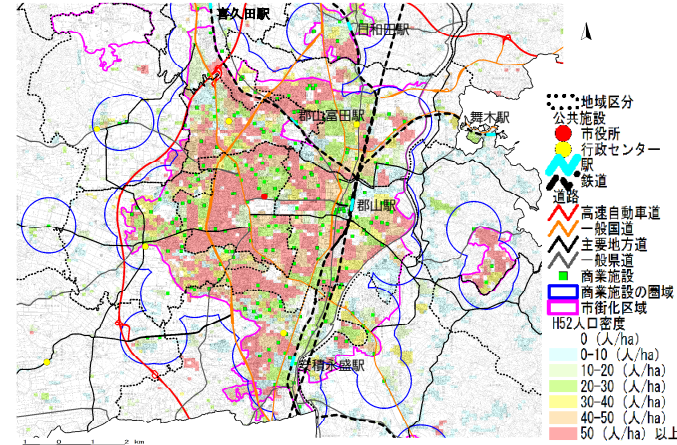 喜久田駅
日和田駅
郡山富田駅
舞木駅
郡山駅
安積永盛駅
地域区分
公共施設
市役所
行政センター
駅
鉄道
道路
高速自動車道
一般国道
主要地方道
一般県道
商業施設
商業施設の圏域
市街化区域
H52人口密度
0 (人/ha)
0-10 (人/ha)
10-20 (人/ha)
20-30 (人/ha)
30-40 (人/ha)
40-50 (人/ha)
50 (人/ha) 以上
1 0 1 2 km